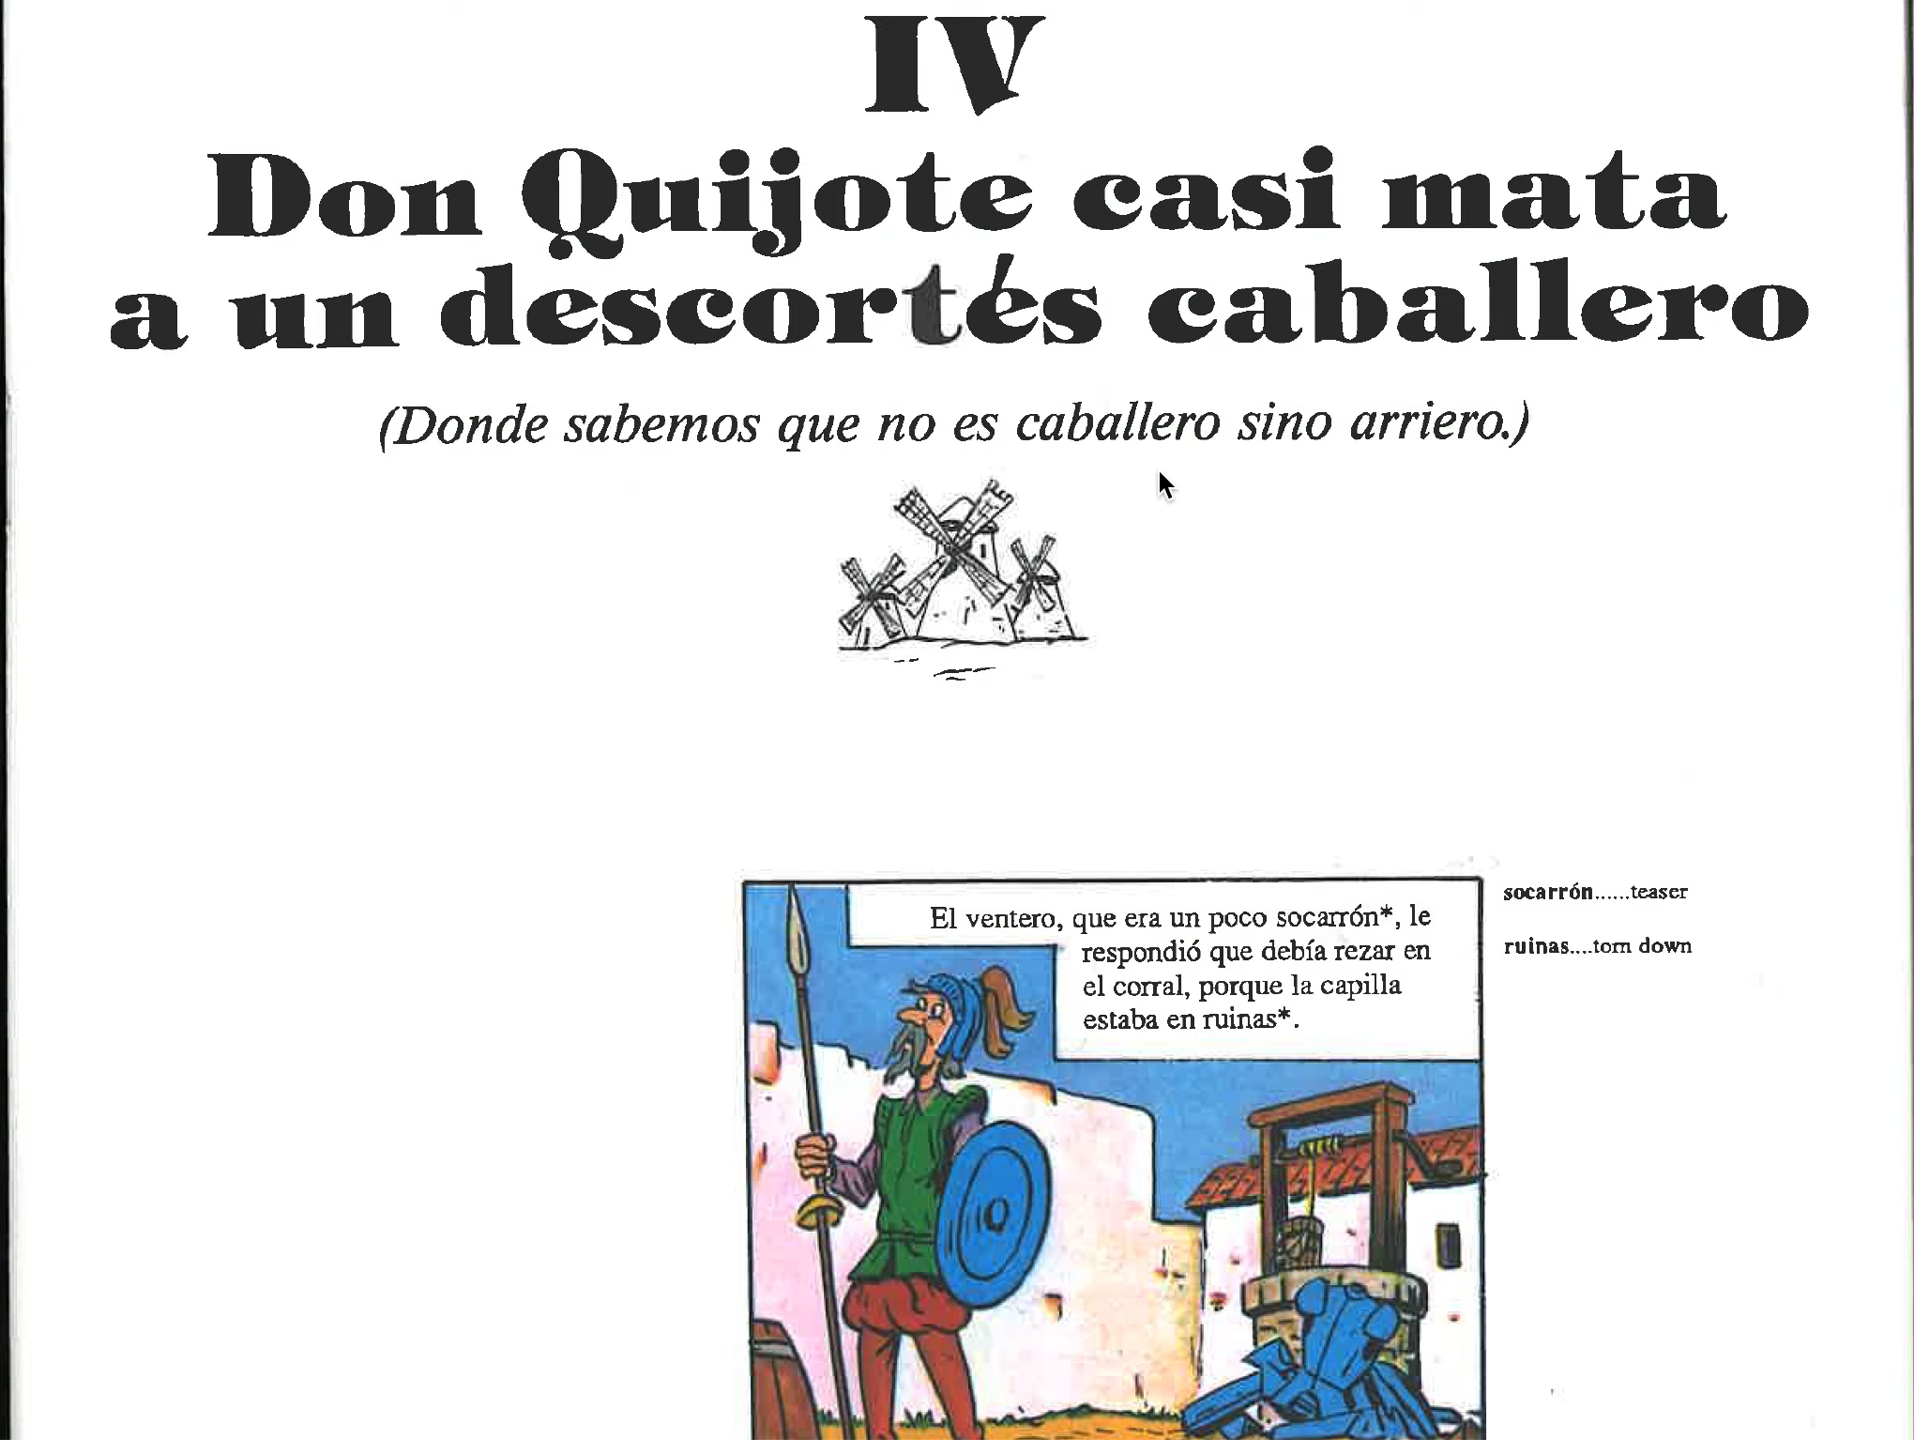 IV
Don Quijote casi mata
a un descortés caballero
(Donde sabemos que no es caballero sino arriero.)
El ventero, que era un poco socarrón*, le
respondió que debía rezar en
el corral, porque la capilla
estaba en ruinas*.
socarrón......teaser
ruinas....torn down